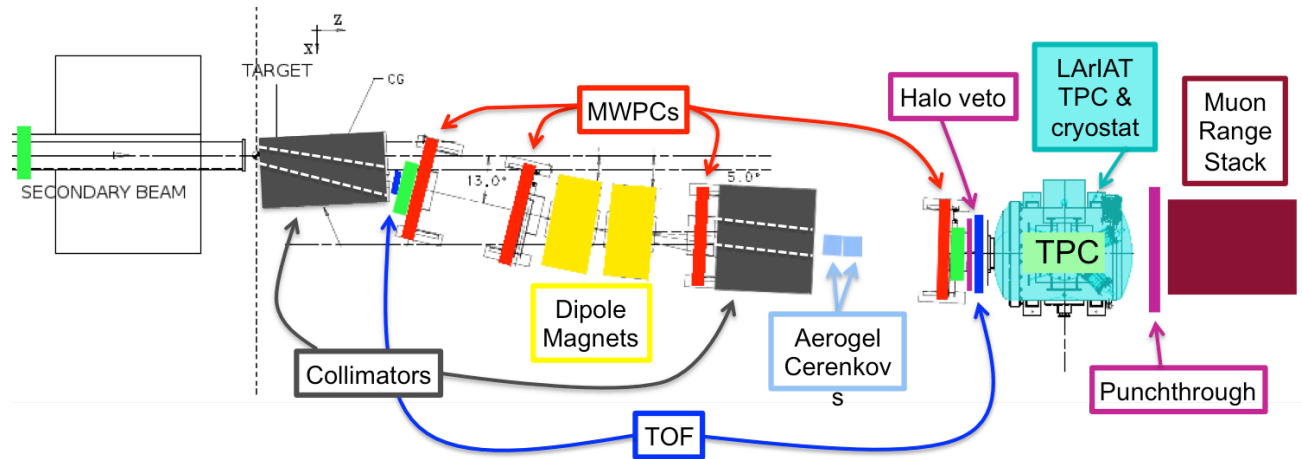 Z
X
TARGET
CG
SECONDARY BEAM
13.0°
5.0°
MWPCs
Halo veto
LArIAT
TPC &
cryostat
Muon
Range
Stack
TPC
Dipole
Magnets
Aerogel
Cerenkov
s
Collimators
Punchthrough
TOF